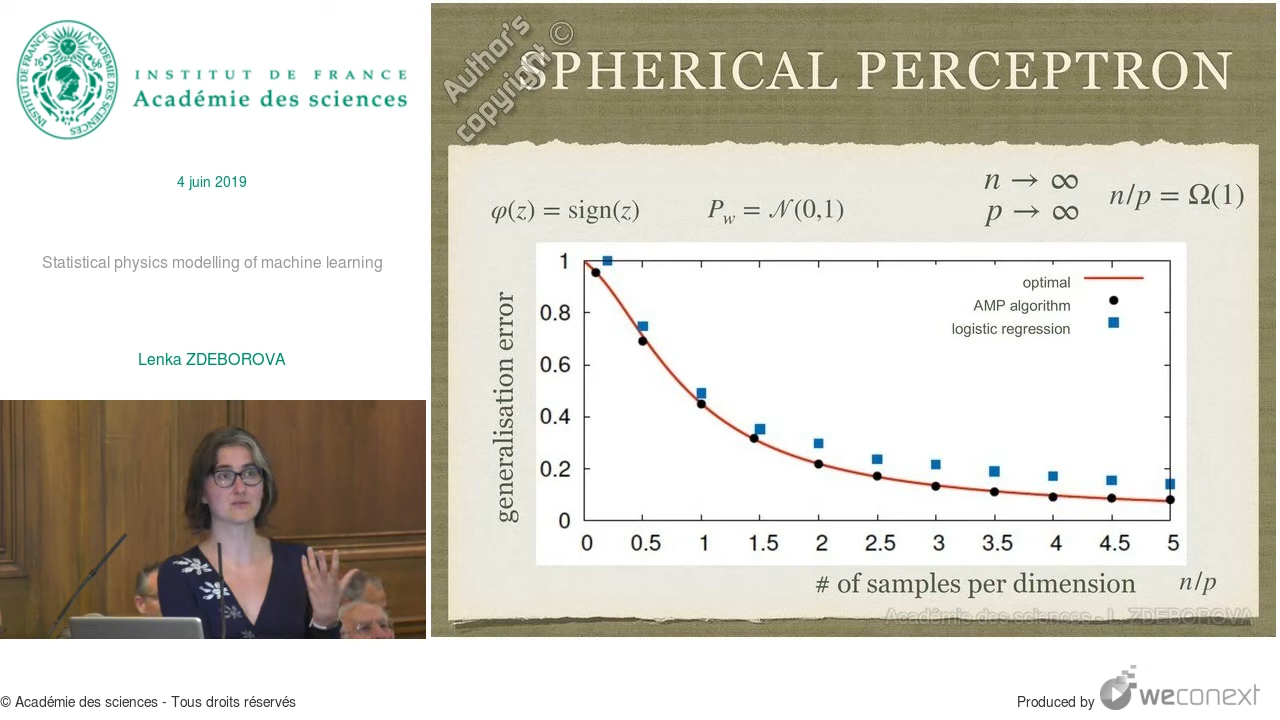 INSTITUT DE FRANCE
Académie des sciences
4 juin 2019
Statistical physics modelling of machine learning
Lenka ZDEBOROVA
© Author's copyright
SPHERICAL PERCEPTRON
φ(z) = sign(z)
P_w = 𝒩(0,1)
n → ∞
p → ∞
n/p = Ω(1)
generalisation error
1
0.8
0.6
0.4
0.2
0
optimal
AMP algorithm
logistic regression
0 0.5 1 1.5 2 2.5 3 3.5 4 4.5 5
# of samples per dimension n/p
Académie des sciences - L. ZDEBOROVA
© Académie des sciences - Tous droits réservés
Produced by weconext